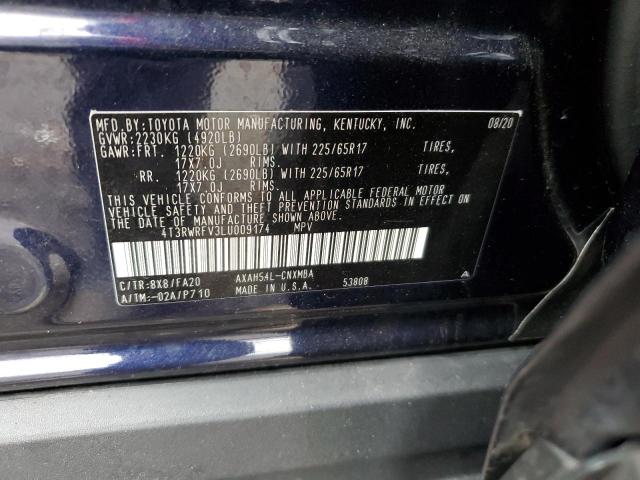 MFD.BY:TOYOTA MOTOR MANUFACTURING, KENTUCKY, INC. 08/20
GVWR:2230KG (4920LB)
GAWR:FRT. 1220KG (2690LB) WITH 225/65R17 TIRES,
17X7.0J RIMS.
RR. 1220KG (2690LB) WITH 225/65R17 TIRES,
17X7.0J RIMS.
THIS VEHICLE CONFORMS TO ALL APPLICABLE FEDERAL MOTOR
VEHICLE SAFETY AND THEFT PREVENTION STANDARDS IN EFFECT
ON THE DATE OF MANUFACTURE SHOWN ABOVE.
4T3RWRFV3LU009174 MPV
C/TR:8X8/FA20 AXAH54L-CNXMBA A
A/TM:-02A/P710 MADE IN U.S.A. 53808